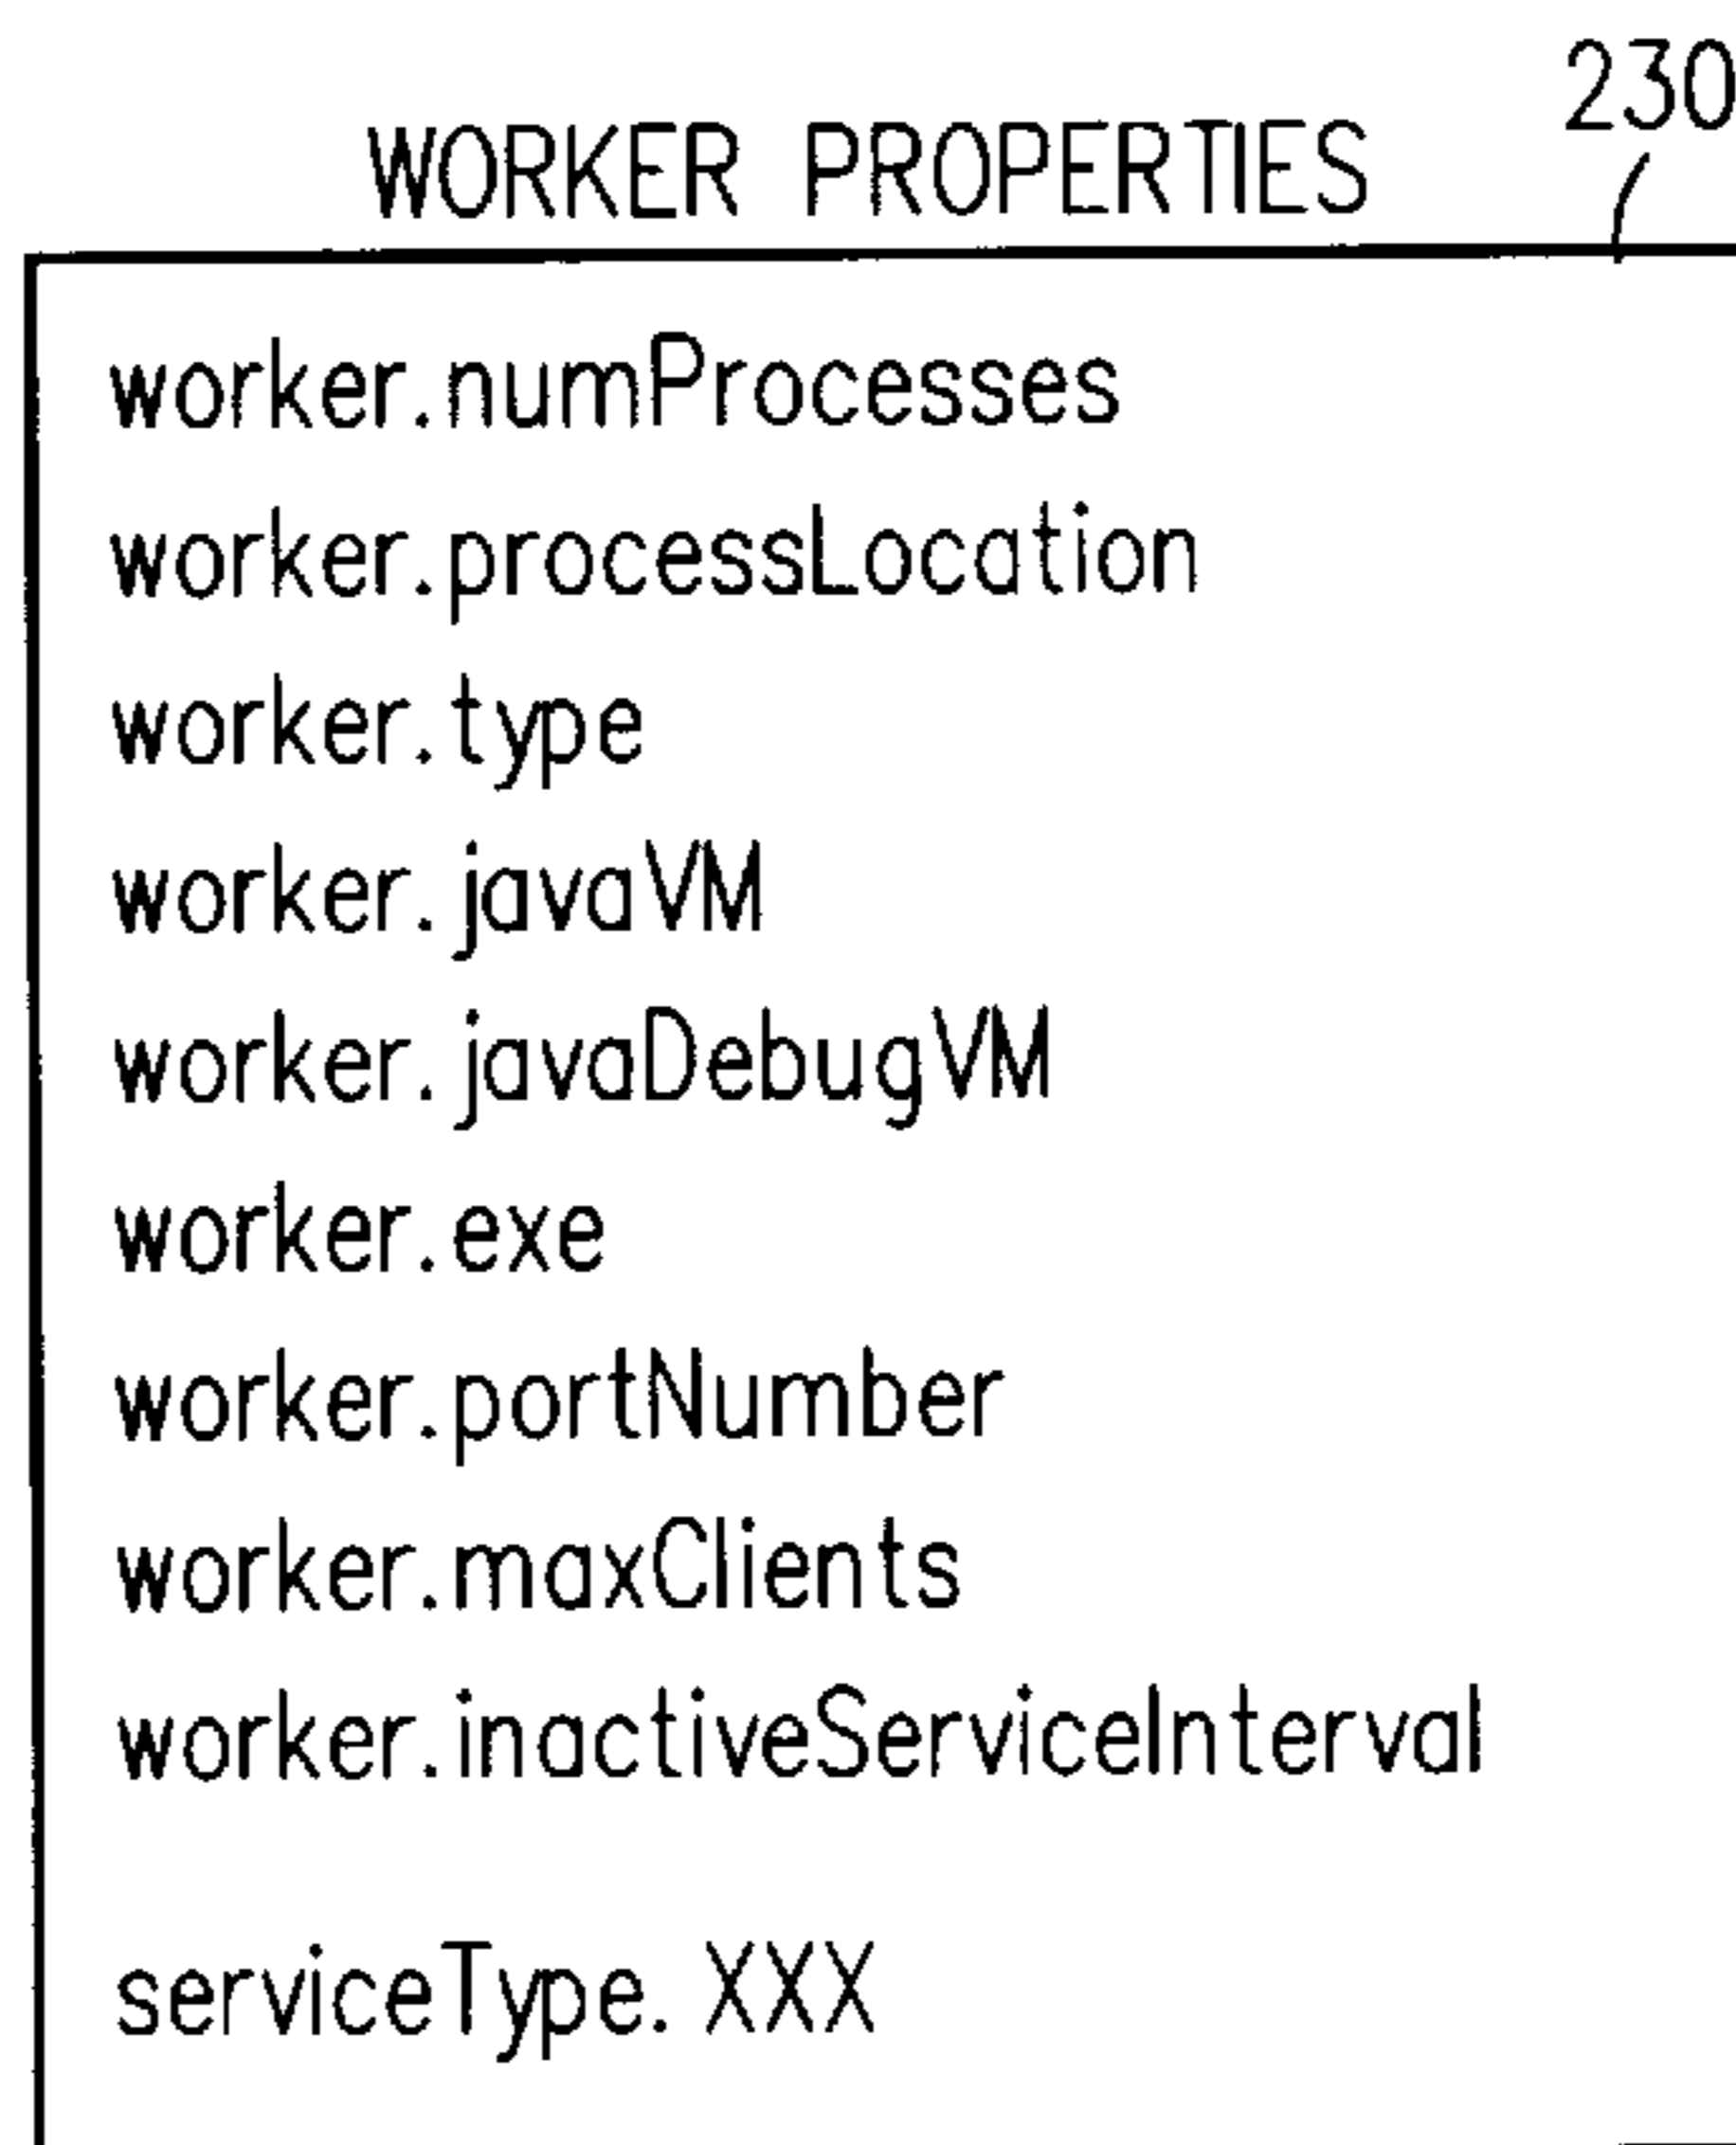 230
WORKER PROPERTIES
worker.numProcesses
worker.processLocation
worker.type
worker.javaVM
worker.javaDebugVM
worker.exe
worker.portNumber
worker.maxClients
worker.inactiveServiceInterval
serviceType. XXX